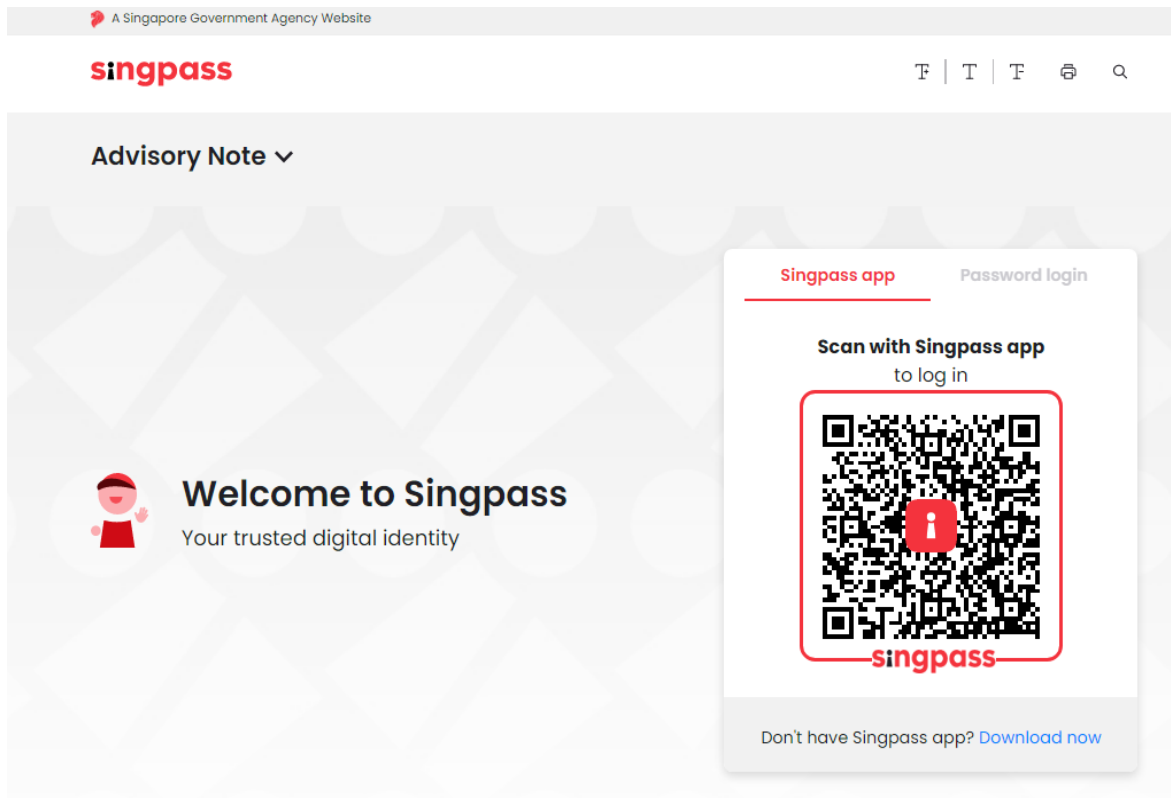 A Singapore Government Agency Website
singpass
T+ | T | T-
Advisory Note
Singpass app Password login
Scan with Singpass app
to log in
Welcome to Singpass
Your trusted digital identity
singpass
Don't have Singpass app? Download now